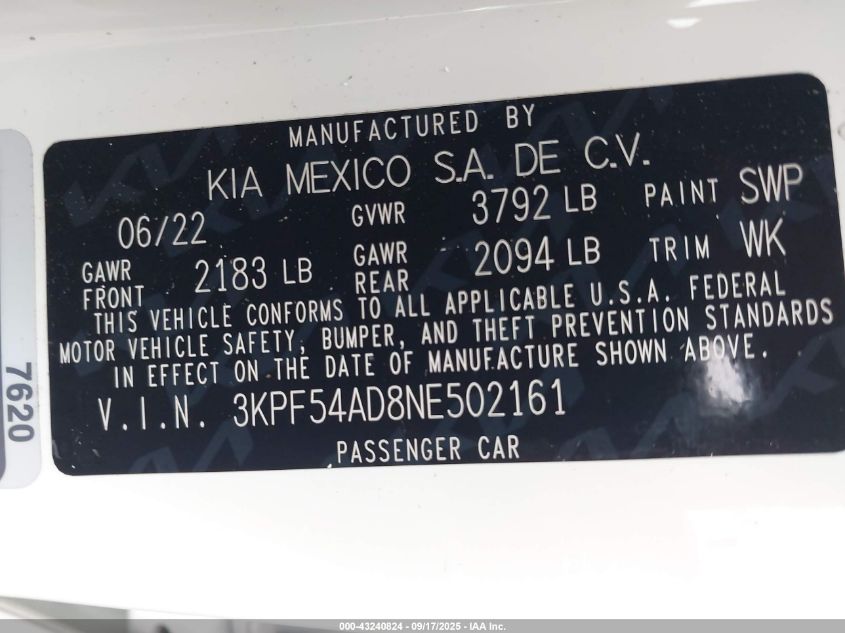 MANUFACTURED BY
KIA MEXICO S.A. DE C.V.
06/22 GVWR 3792 LB PAINT SWP
GAWR FRONT 2183 LB GAWR REAR 2094 LB TRIM WK
THIS VEHICLE CONFORMS TO ALL APPLICABLE U.S.A. FEDERAL
MOTOR VEHICLE SAFETY, BUMPER, AND THEFT PREVENTION STANDARDS
IN EFFECT ON THE DATE OF MANUFACTURE SHOWN ABOVE.
V.I.N. 3KPF54AD8NE502161
PASSENGER CAR
7620
000-43240824 - 09/17/2025 - IAA Inc.